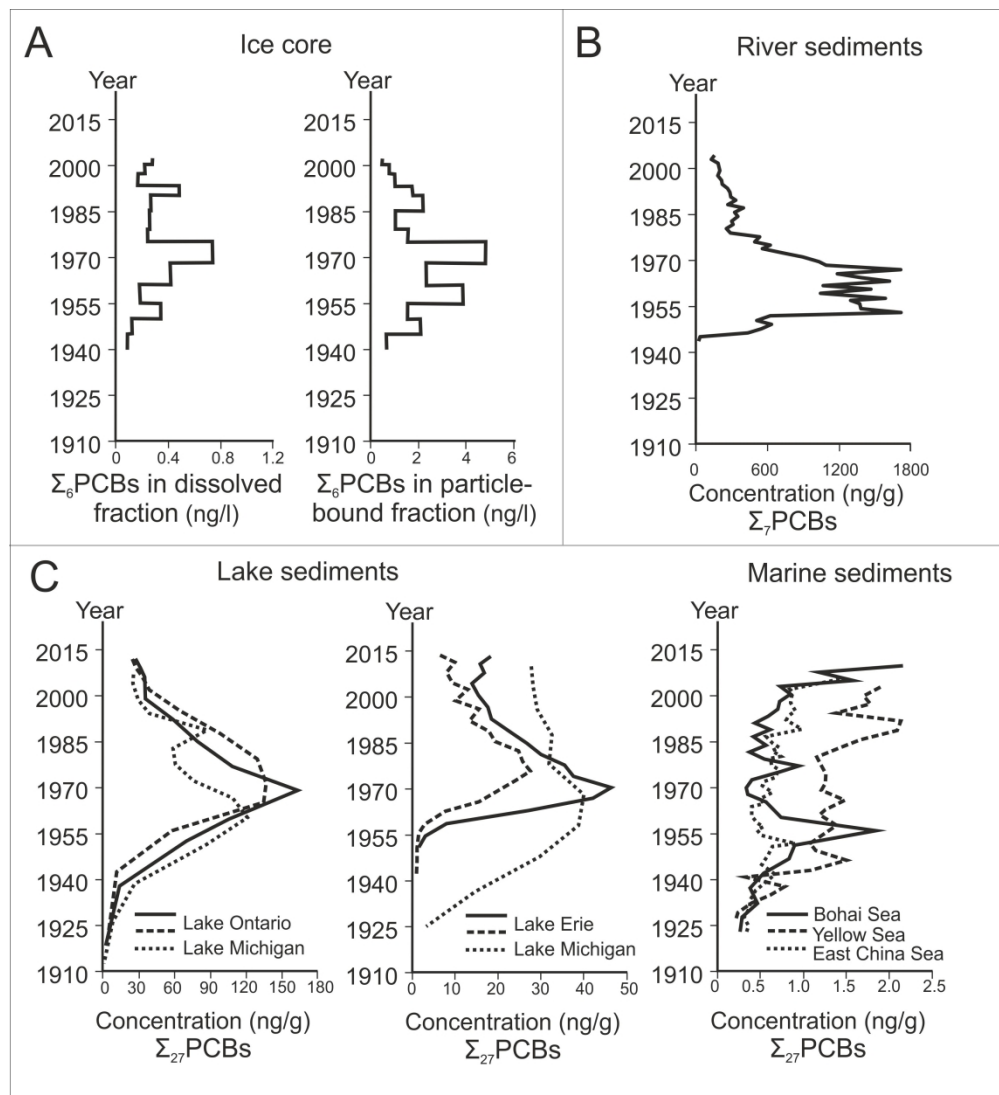 A
Ice core
Year
2015
2000
1985
1970
1955
1940
1925
1910
0 0.4 0.8 1.2
Σ6PCBs in dissolved
fraction (ng/l)
Year
2015
2000
1985
1970
1955
1940
1925
1910
0 2 4 6
Σ6PCBs in particle-
bound fraction (ng/l)
B
River sediments
Year
2015
2000
1985
1970
1955
1940
1925
1910
0 600 1200 1800
Concentration (ng/g)
Σ7PCBs
C
Lake sediments
Year
2015
2000
1985
1970
1955
1940
1925
1910
Lake Ontario
Lake Michigan
0 30 60 90 120 150 180
Concentration (ng/g)
Σ27PCBs
Year
2015
2000
1985
1970
1955
1940
1925
1910
Lake Erie
Lake Michigan
0 10 20 30 40 50
Concentration (ng/g)
Σ27PCBs
Marine sediments
Year
2015
2000
1985
1970
1955
1940
1925
1910
Bohai Sea
Yellow Sea
East China Sea
0 0.5 1.0 1.5 2.0 2.5
Concentration (ng/g)
Σ27PCBs